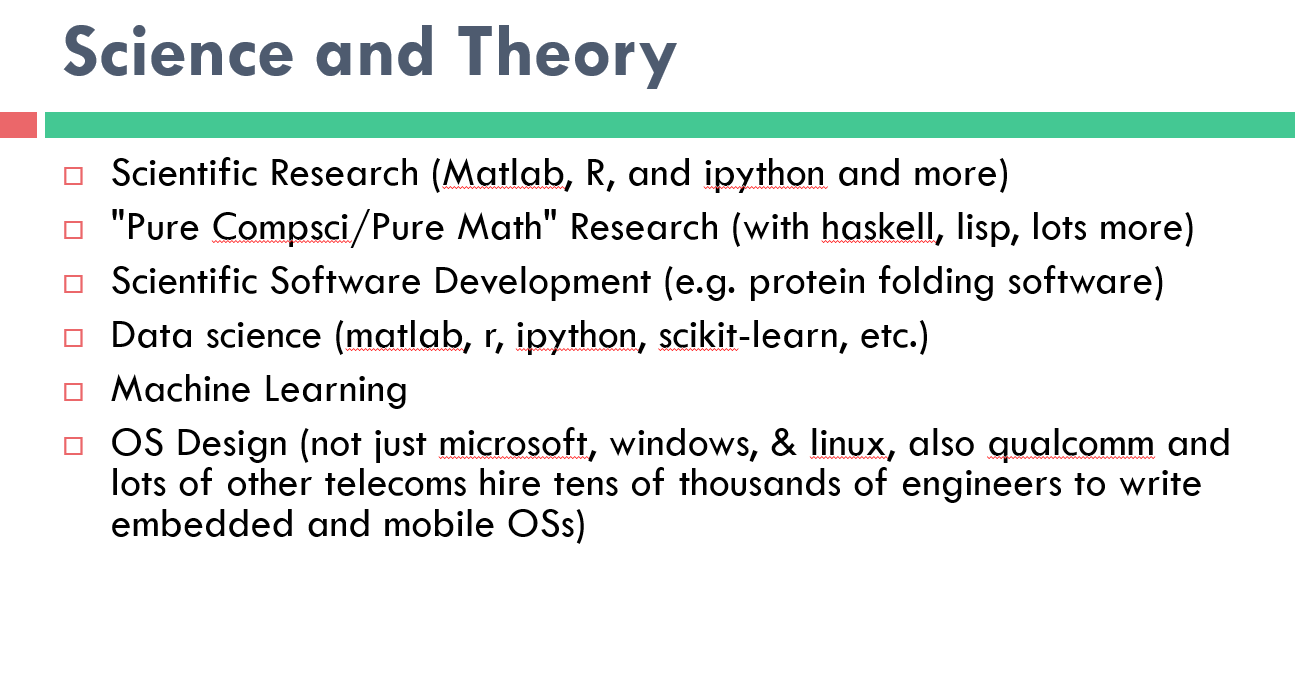 Science and Theory
Scientific Research (Matlab, R, and ipython and more)
"Pure Compsci/Pure Math" Research (with haskell, lisp, lots more)
Scientific Software Development (e.g. protein folding software)
Data science (matlab, r, ipython, scikit-learn, etc.)
Machine Learning
OS Design (not just microsoft, windows, & linux, also qualcomm and
lots of other telecoms hire tens of thousands of engineers to write
embedded and mobile OSs)